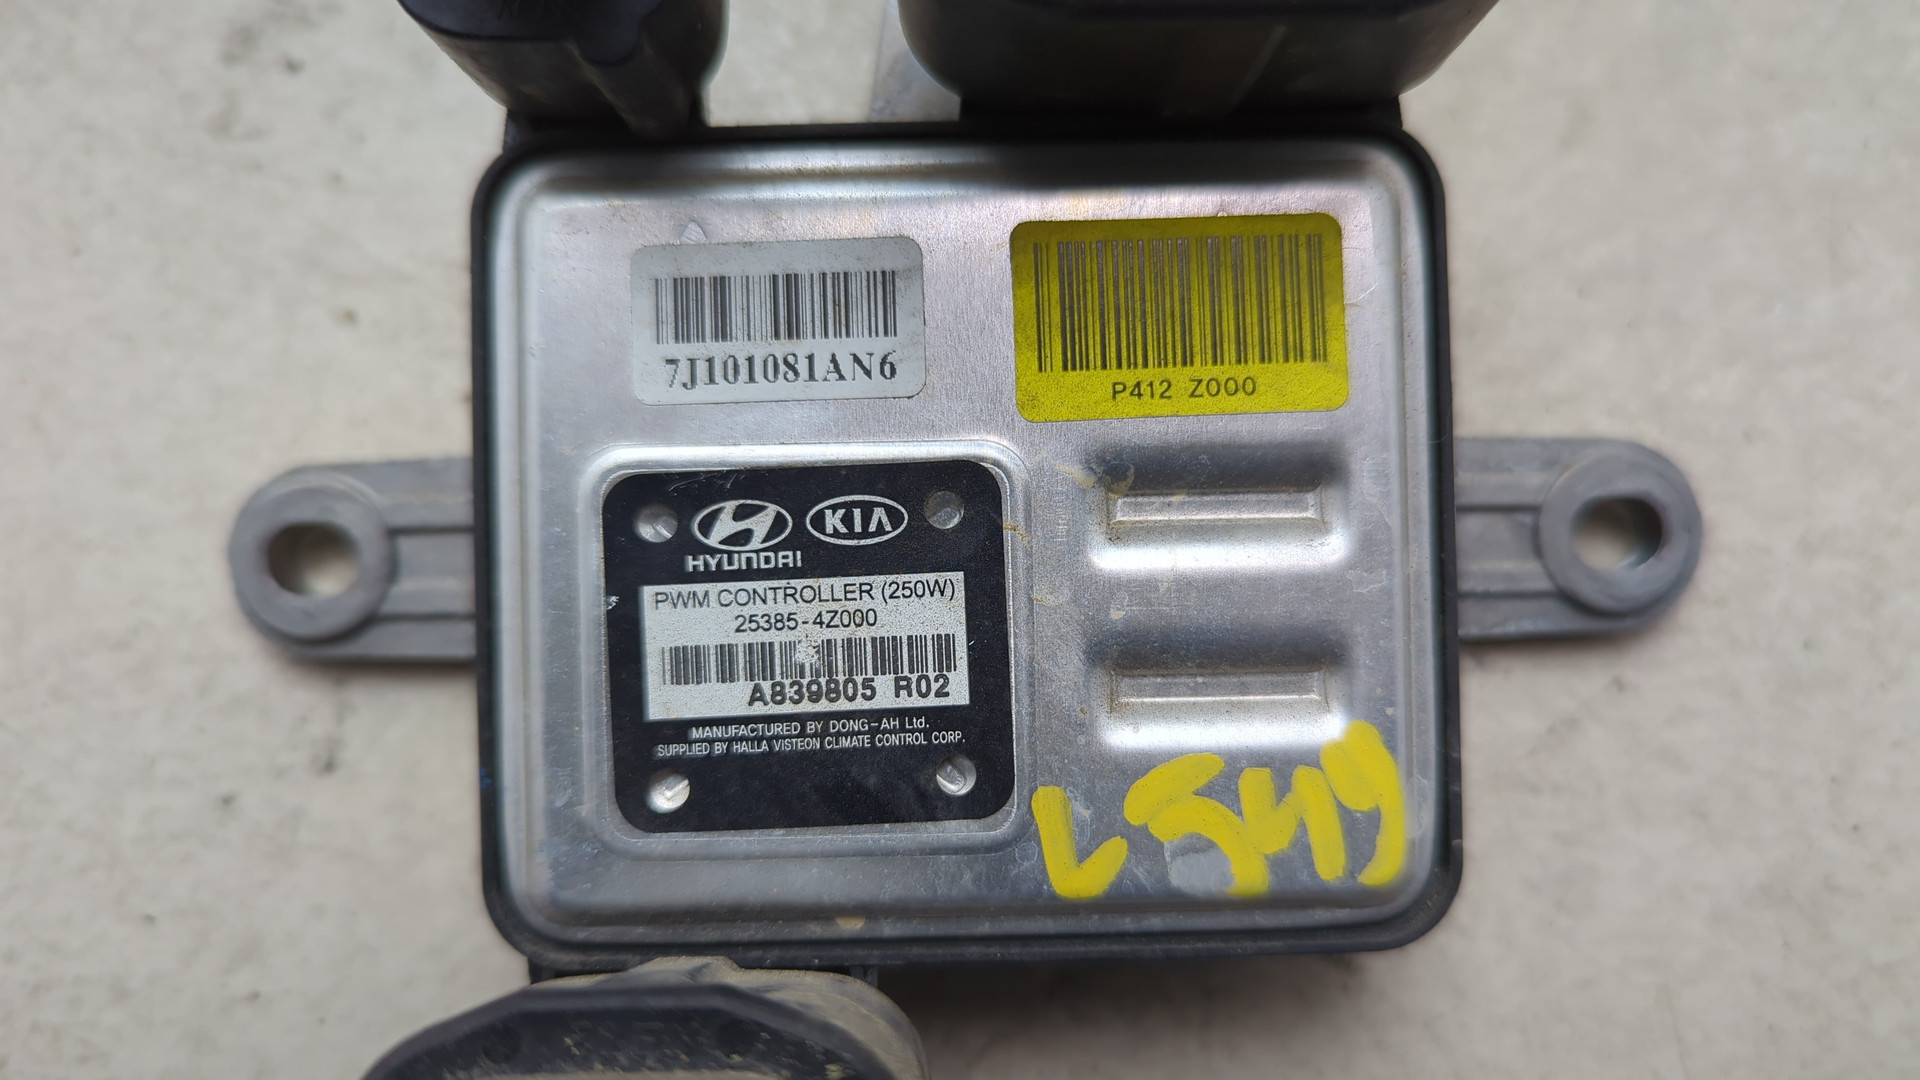 7J101081AN6
P412 Z000
HYUNDAI
KIA
PWM CONTROLLER (250W)
25385-4Z000
A839805 R02
MANUFACTURED BY DONG-AH Ltd.
SUPPLIED BY HALLA VISTEON CLIMATE CONTROL CORP.